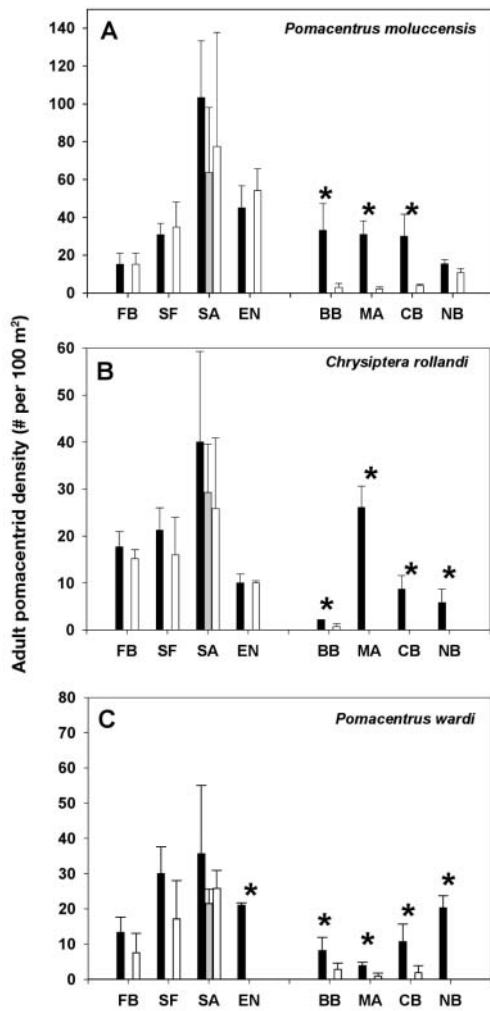 A
Pomacentrus moluccensis
140
120
100
80
60
40
20
0
* * *
FB SF SA EN BB MA CB NB
Adult pomacentrid density (# per 100 m²)
B
Chrysiptera rollandi
60
50
40
30
20
10
0
* * * *
FB SF SA EN BB MA CB NB
C
Pomacentrus wardi
80
70
60
50
40
30
20
10
0
* * * * *
FB SF SA EN BB MA CB NB